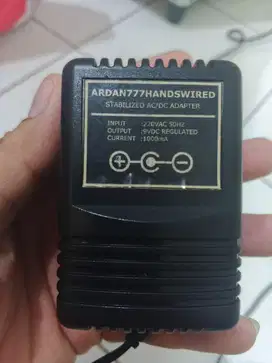 ARDAN777HANDSWIRED
STABILIZED AC/DC ADAPTER
INPUT :220VAC 50HZ
OUTPUT :9VDC REGULATED
CURRENT :1000mA